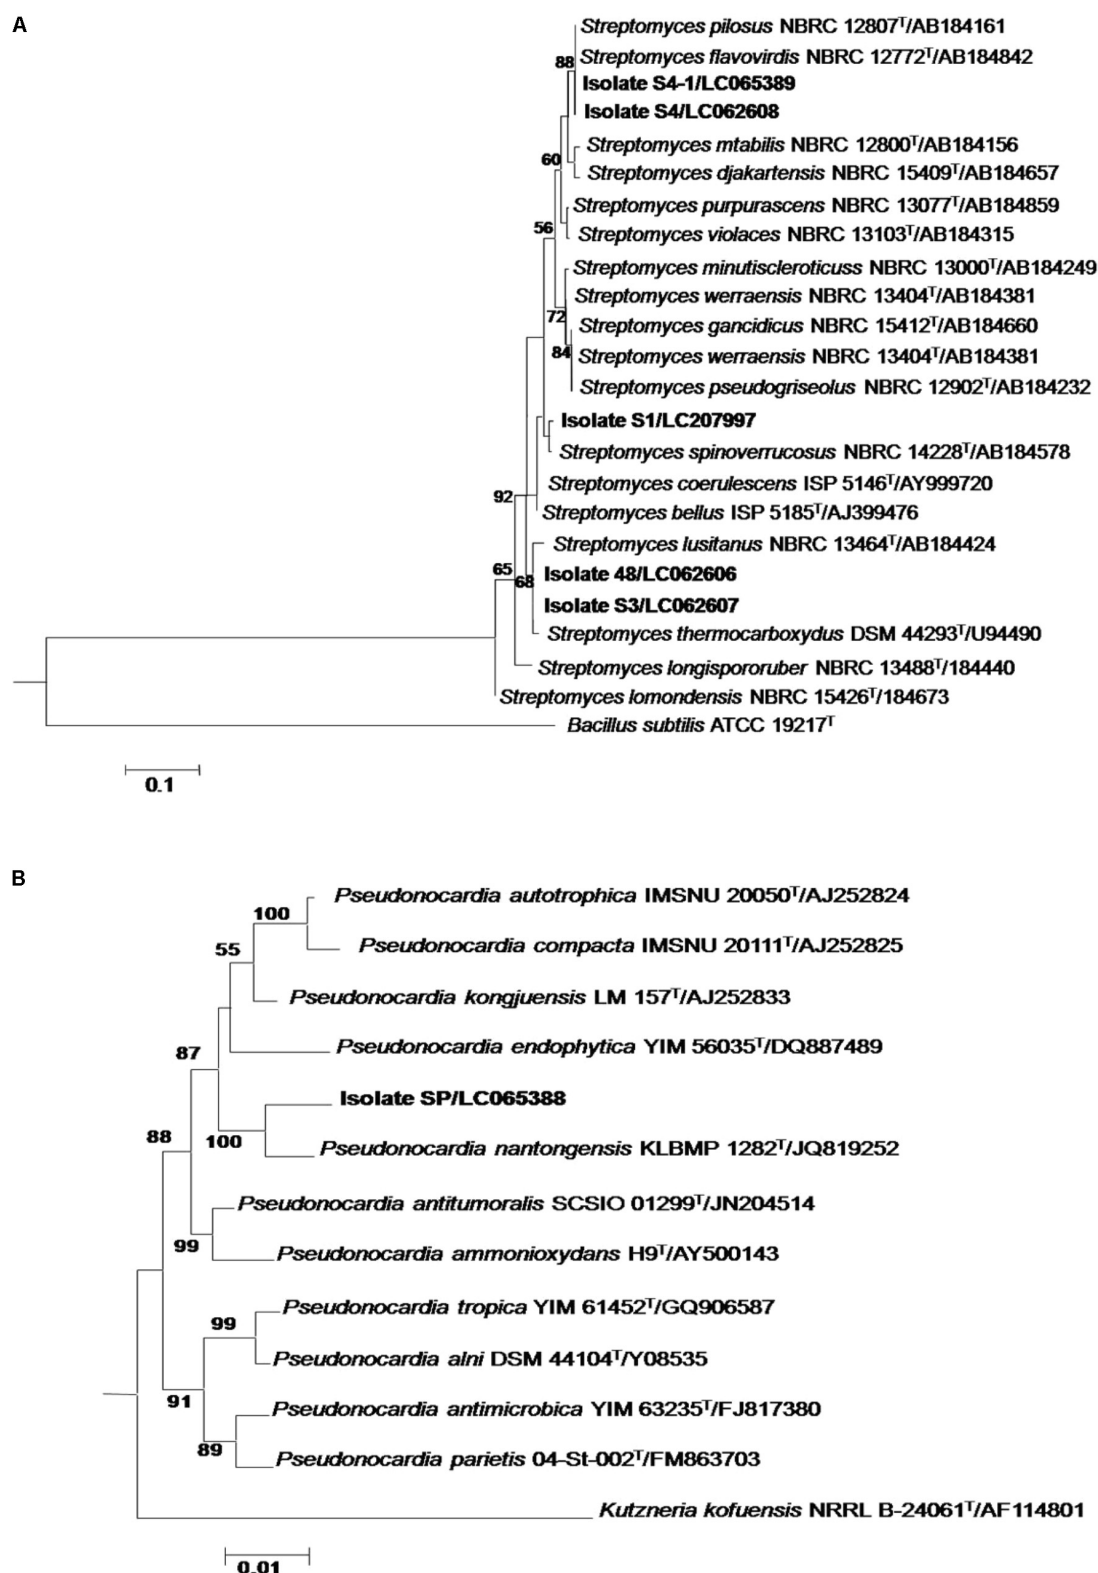 A
Streptomyces pilosus NBRC 12807ᵀ/AB184161
Streptomyces flavovirdis NBRC 12772ᵀ/AB184842
88
Isolate S4-1/LC065389
Isolate S4/LC062608
Streptomyces mtabilis NBRC 12800ᵀ/AB184156
60
Streptomyces djakartensis NBRC 15409ᵀ/AB184657
Streptomyces purpurascens NBRC 13077ᵀ/AB184859
56
Streptomyces violaces NBRC 13103ᵀ/AB184315
Streptomyces minutiscleroticuss NBRC 13000ᵀ/AB184249
Streptomyces werraensis NBRC 13404ᵀ/AB184381
72
Streptomyces gancidicus NBRC 15412ᵀ/AB184660
84
Streptomyces werraensis NBRC 13404ᵀ/AB184381
Streptomyces pseudogriseolus NBRC 12902ᵀ/AB184232
Isolate S1/LC207997
Streptomyces spinoverrucosus NBRC 14228ᵀ/AB184578
Streptomyces coerulescens ISP 5146ᵀ/AY999720
92
Streptomyces bellus ISP 5185ᵀ/AJ399476
Streptomyces lusitanus NBRC 13464ᵀ/AB184424
65
68
Isolate 48/LC062606
Isolate S3/LC062607
Streptomyces thermocarboxydus DSM 44293ᵀ/U94490
Streptomyces longispororuber NBRC 13488ᵀ/184440
Streptomyces lomondensis NBRC 15426ᵀ/184673
Bacillus subtilis ATCC 19217ᵀ
0.1
B
Pseudonocardia autotrophica IMSNU 20050ᵀ/AJ252824
100
Pseudonocardia compacta IMSNU 20111ᵀ/AJ252825
55
Pseudonocardia kongjuensis LM 157ᵀ/AJ252833
Pseudonocardia endophytica YIM 56035ᵀ/DQ887489
87
Isolate SP/LC065388
88
100
Pseudonocardia nantongensis KLBMP 1282ᵀ/JQ819252
Pseudonocardia antitumoralis SCSIO 01299ᵀ/JN204514
99
Pseudonocardia ammonioxydans H9ᵀ/AY500143
Pseudonocardia tropica YIM 61452ᵀ/GQ906587
99
Pseudonocardia alni DSM 44104ᵀ/Y08535
91
Pseudonocardia antimicrobica YIM 63235ᵀ/FJ817380
89
Pseudonocardia parietis 04-St-002ᵀ/FM863703
Kutzneria kofuensis NRRL B-24061ᵀ/AF114801
0.01